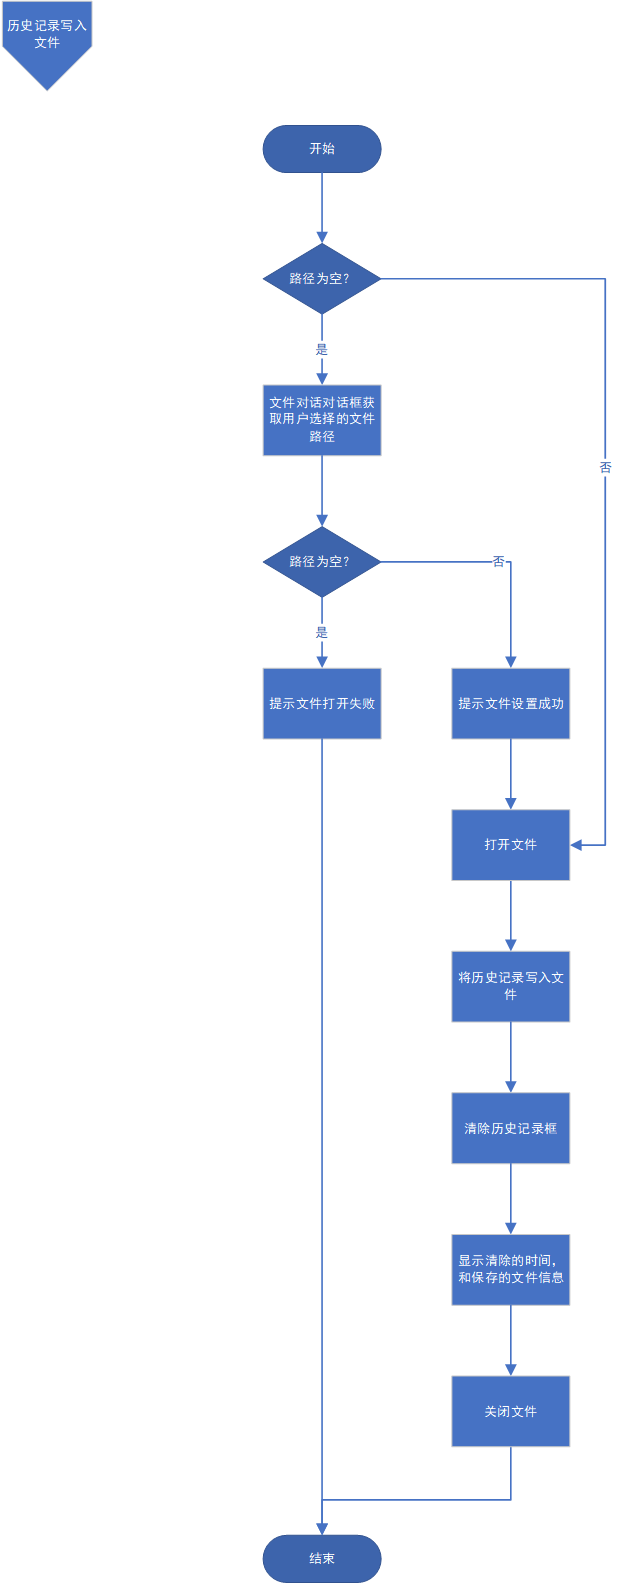 历史记录写入
文件
开始
路径为空?
是
文件对话对话框获
取用户选择的文件
路径
否
路径为空?
否
是
提示文件打开失败
提示文件设置成功
打开文件
将历史记录写入文
件
清除历史记录框
显示清除的时间，
和保存的文件信息
关闭文件
结束